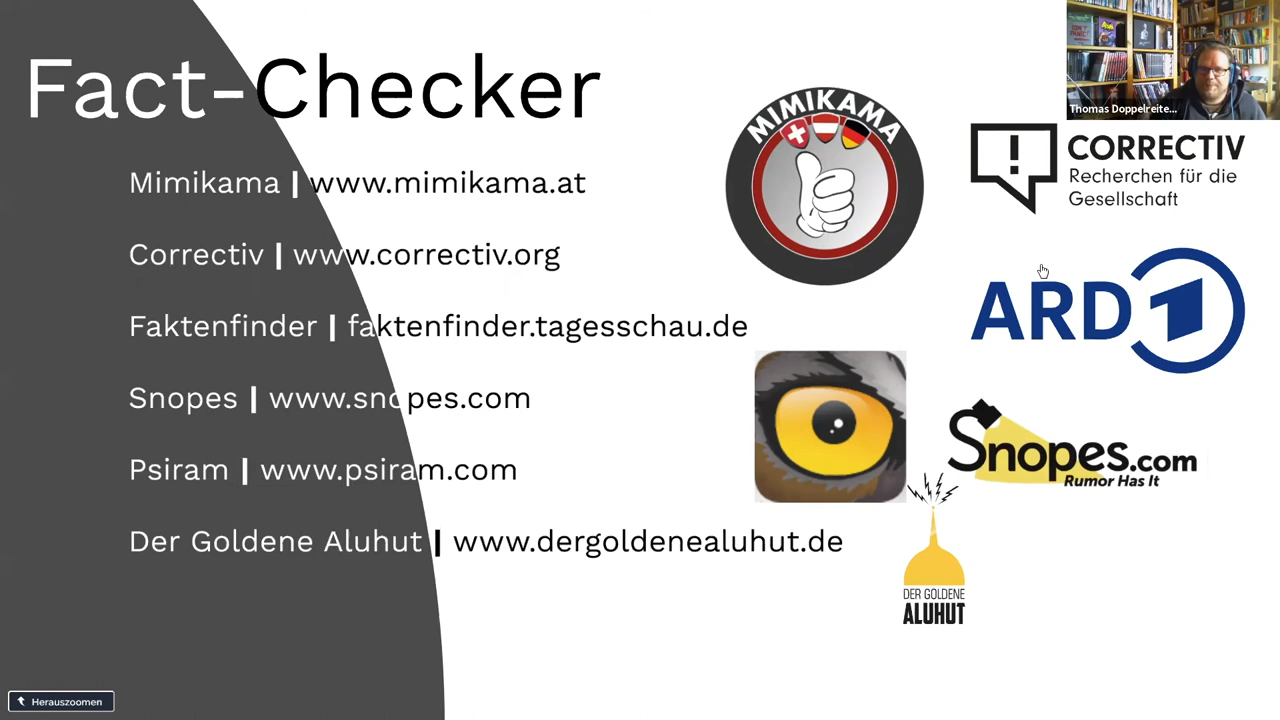 Fact-Checker
Mimikama | www.mimikama.at
Correctiv | www.correctiv.org
Faktenfinder | faktenfinder.tagesschau.de
Snopes | www.snopes.com
Psiram | www.psiram.com
Der Goldene Aluhut | www.dergoldenealuhut.de
MIMIKAMA
Thomas Doppelreite...
CORRECTIV
Recherchen für die
Gesellschaft
ARD 1
Snopes.com
Rumor Has It
DER GOLDENE
ALUHUT
Herauszoomen